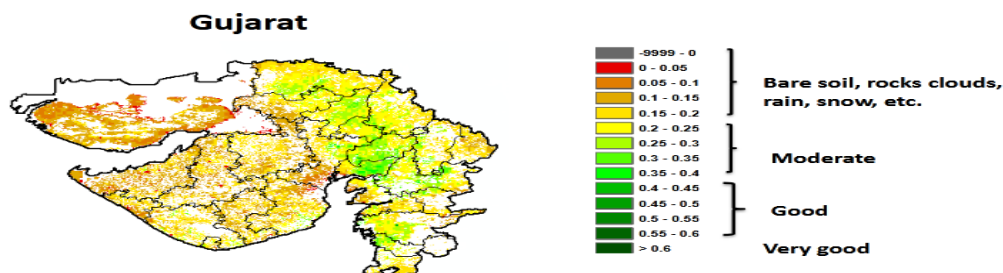 Gujarat
-9999 - 0
0 - 0.05
0.05 - 0.1
0.1 - 0.15
0.15 - 0.2
0.2 - 0.25
0.25 - 0.3
0.3 - 0.35
0.35 - 0.4
0.4 - 0.45
0.45 - 0.5
0.5 - 0.55
0.55 - 0.6
> 0.6
Bare soil, rocks clouds,
rain, snow, etc.
Moderate
Good
Very good